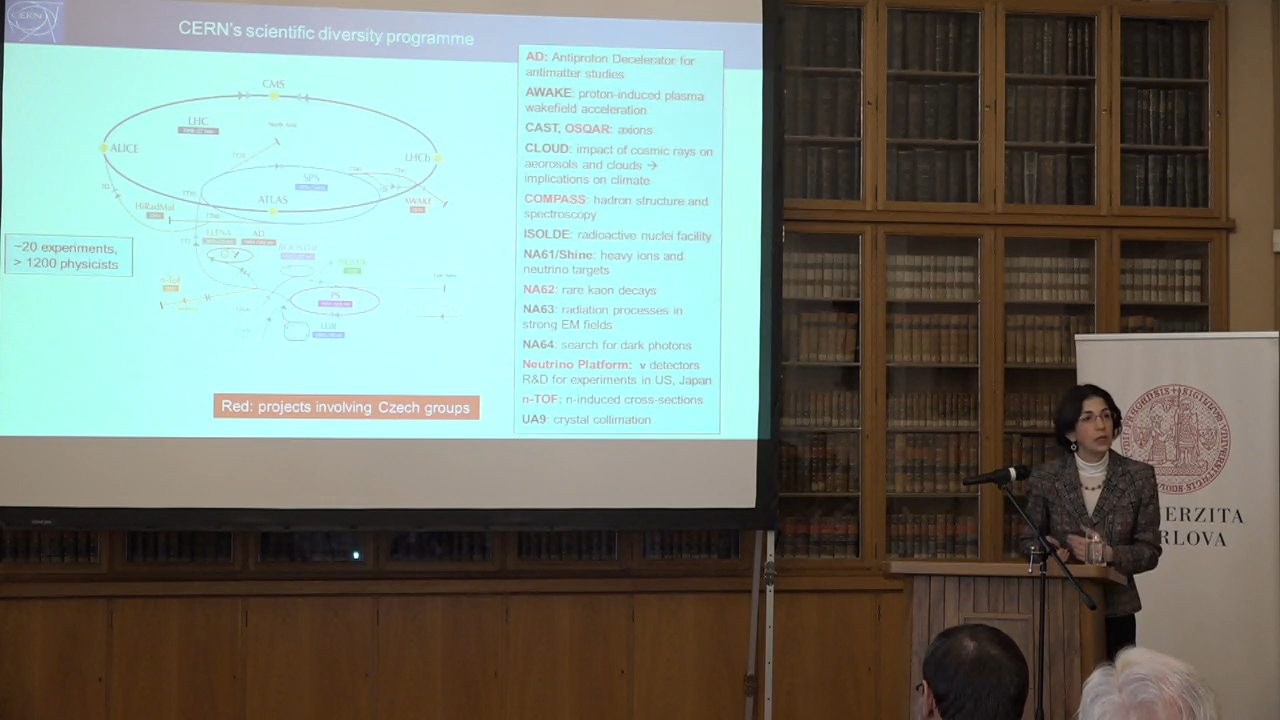 CERN
CERN's scientific diversity programme
CMS
LHC
North Area
ALICE
LHCb
SPS
ATLAS
AWAKE
HiRadMat
ELENA
AD
BOOSTER
ISOLDE
n-ToF
PS
LEIR
~20 experiments,
> 1200 physicists
Red: projects involving Czech groups
AD: Antiproton Decelerator for
antimatter studies
AWAKE: proton-induced plasma
wakefield acceleration
CAST, OSQAR: axions
CLOUD: impact of cosmic rays on
aeorosols and clouds →
implications on climate
COMPASS: hadron structure and
spectroscopy
ISOLDE: radioactive nuclei facility
NA61/Shine: heavy ions and
neutrino targets
NA62: rare kaon decays
NA63: radiation processes in
strong EM fields
NA64: search for dark photons
Neutrino Platform: ν detectors
R&D for experiments in US, Japan
n-TOF: n-induced cross-sections
UA9: crystal collimation
ERZITA
RLOVA